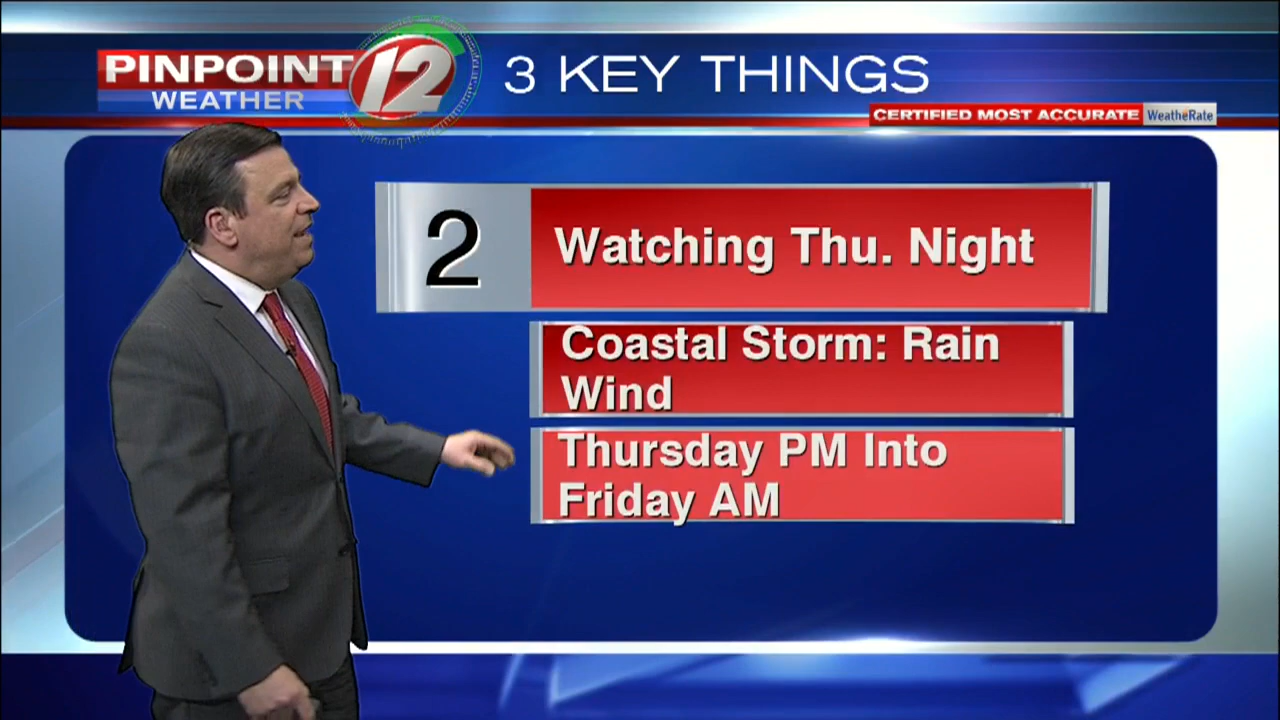 PINPOINT 12
WEATHER
3 KEY THINGS
CERTIFIED MOST ACCURATE WeatheRate
2 Watching Thu. Night
Coastal Storm: Rain
Wind
Thursday PM Into
Friday AM